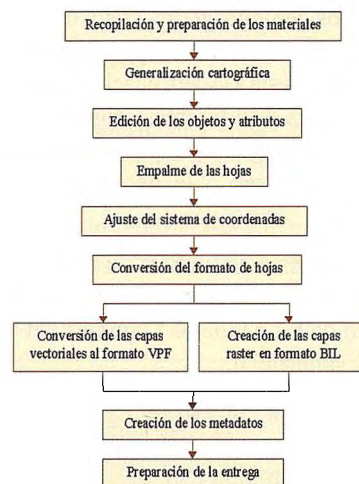 Recopilación y preparación de los materiales
Generalización cartográfica
Edición de los objetos y atributos
Empalme de las hojas
Ajuste del sistema de coordenadas
Conversión del formato de hojas
Conversión de las capas
vectoriales al formato VPF
Creación de las capas
raster en formato BIL
Creación de los metadatos
Preparación de la entrega